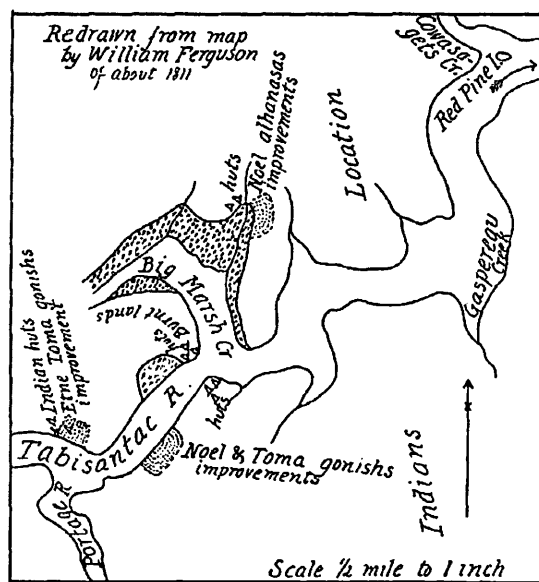 Redrawn from map
by William Ferguson
of about 1811
Cowasa-
gets Cr.
Red Pine Io
huts
Noel alhanasas
improvements
Location
Big Marsh Cr
Burnt lands
huts
Gaspereau
Creek
Indian huts
Etne Toma gonishs
improvement
Tabisantac R.
huts
Noel & Toma gonishs
improvements
Portage R
Indians
Scale 1/2 mile to 1 inch